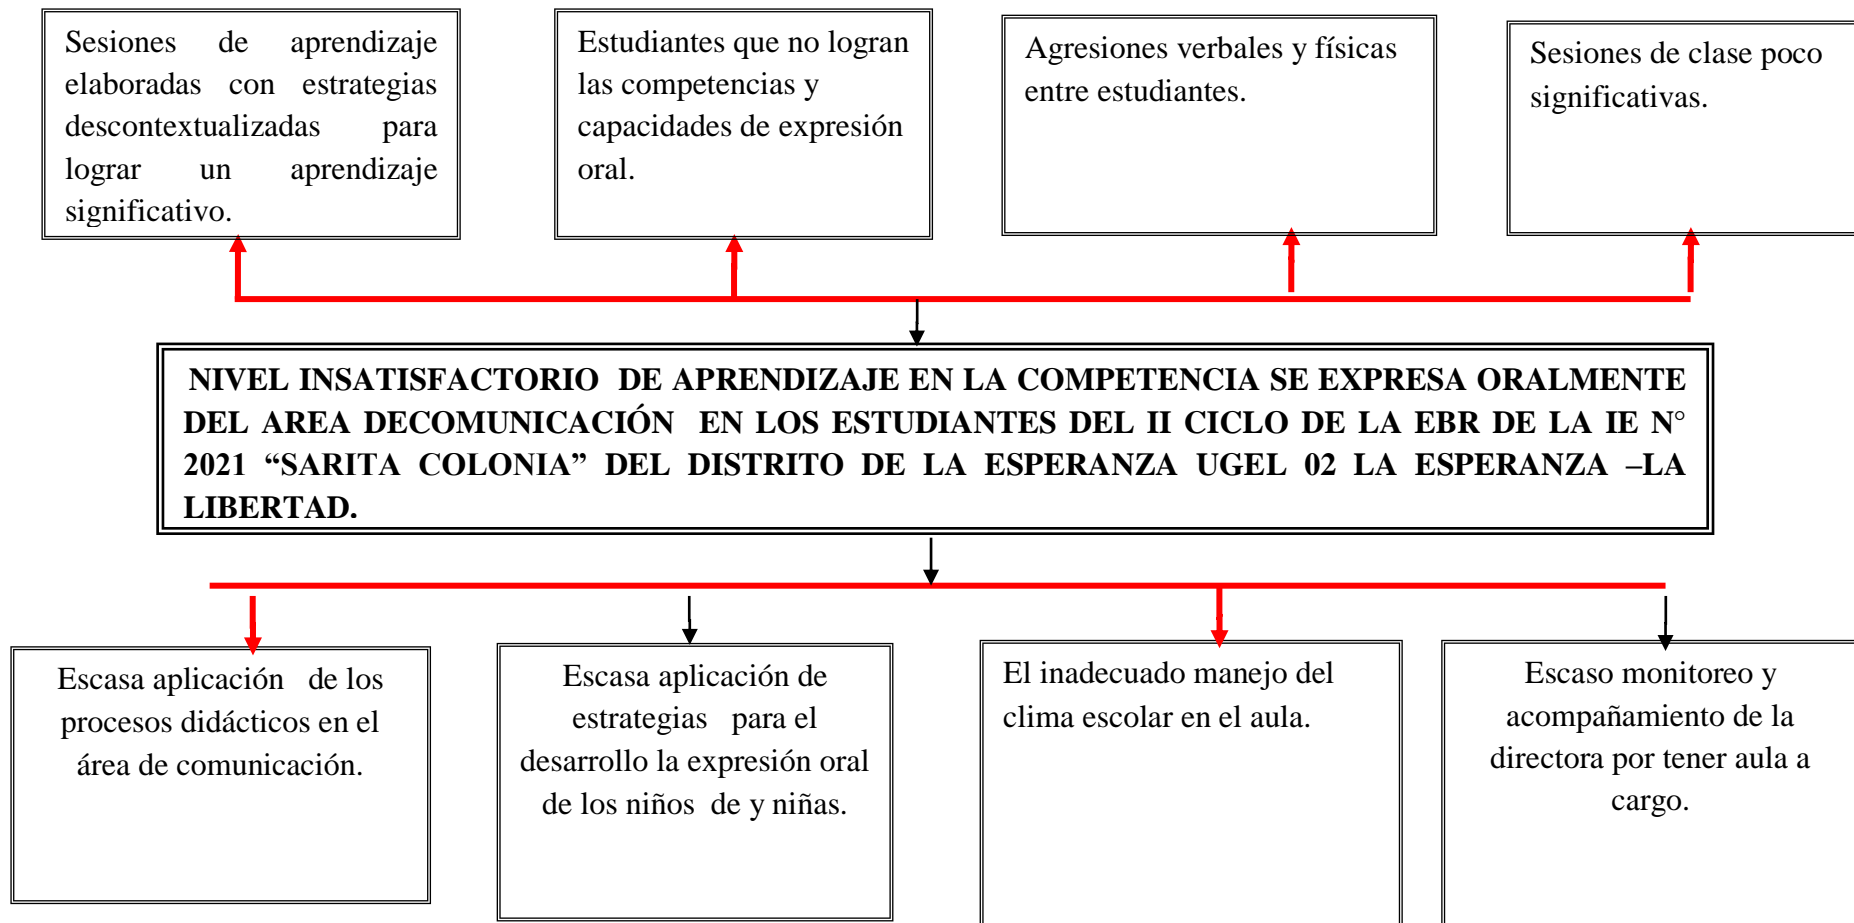 Sesiones de aprendizaje
elaboradas con estrategias
descontextualizadas para
lograr un aprendizaje
significativo.
Estudiantes que no logran
las competencias y
capacidades de expresión
oral.
Agresiones verbales y físicas
entre estudiantes.
Sesiones de clase poco
significativas.
NIVEL INSATISFACTORIO DE APRENDIZAJE EN LA COMPETENCIA SE EXPRESA ORALMENTE
DEL AREA DECOMUNICACIÓN EN LOS ESTUDIANTES DEL II CICLO DE LA EBR DE LA IE N°
2021 “SARITA COLONIA” DEL DISTRITO DE LA ESPERANZA UGEL 02 LA ESPERANZA –LA
LIBERTAD.
Escasa aplicación de los
procesos didácticos en el
área de comunicación.
Escasa aplicación de
estrategias para el
desarrollo la expresión oral
de los niños de y niñas.
El inadecuado manejo del
clima escolar en el aula.
Escaso monitoreo y
acompañamiento de la
directora por tener aula a
cargo.